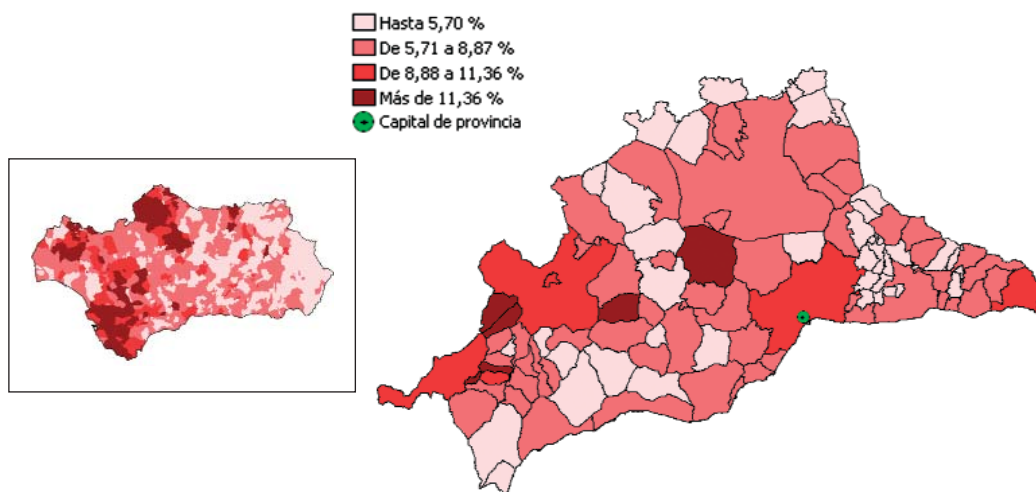 Hasta 5,70 %
De 5,71 a 8,87 %
De 8,88 a 11,36 %
Más de 11,36 %
Capital de provincia